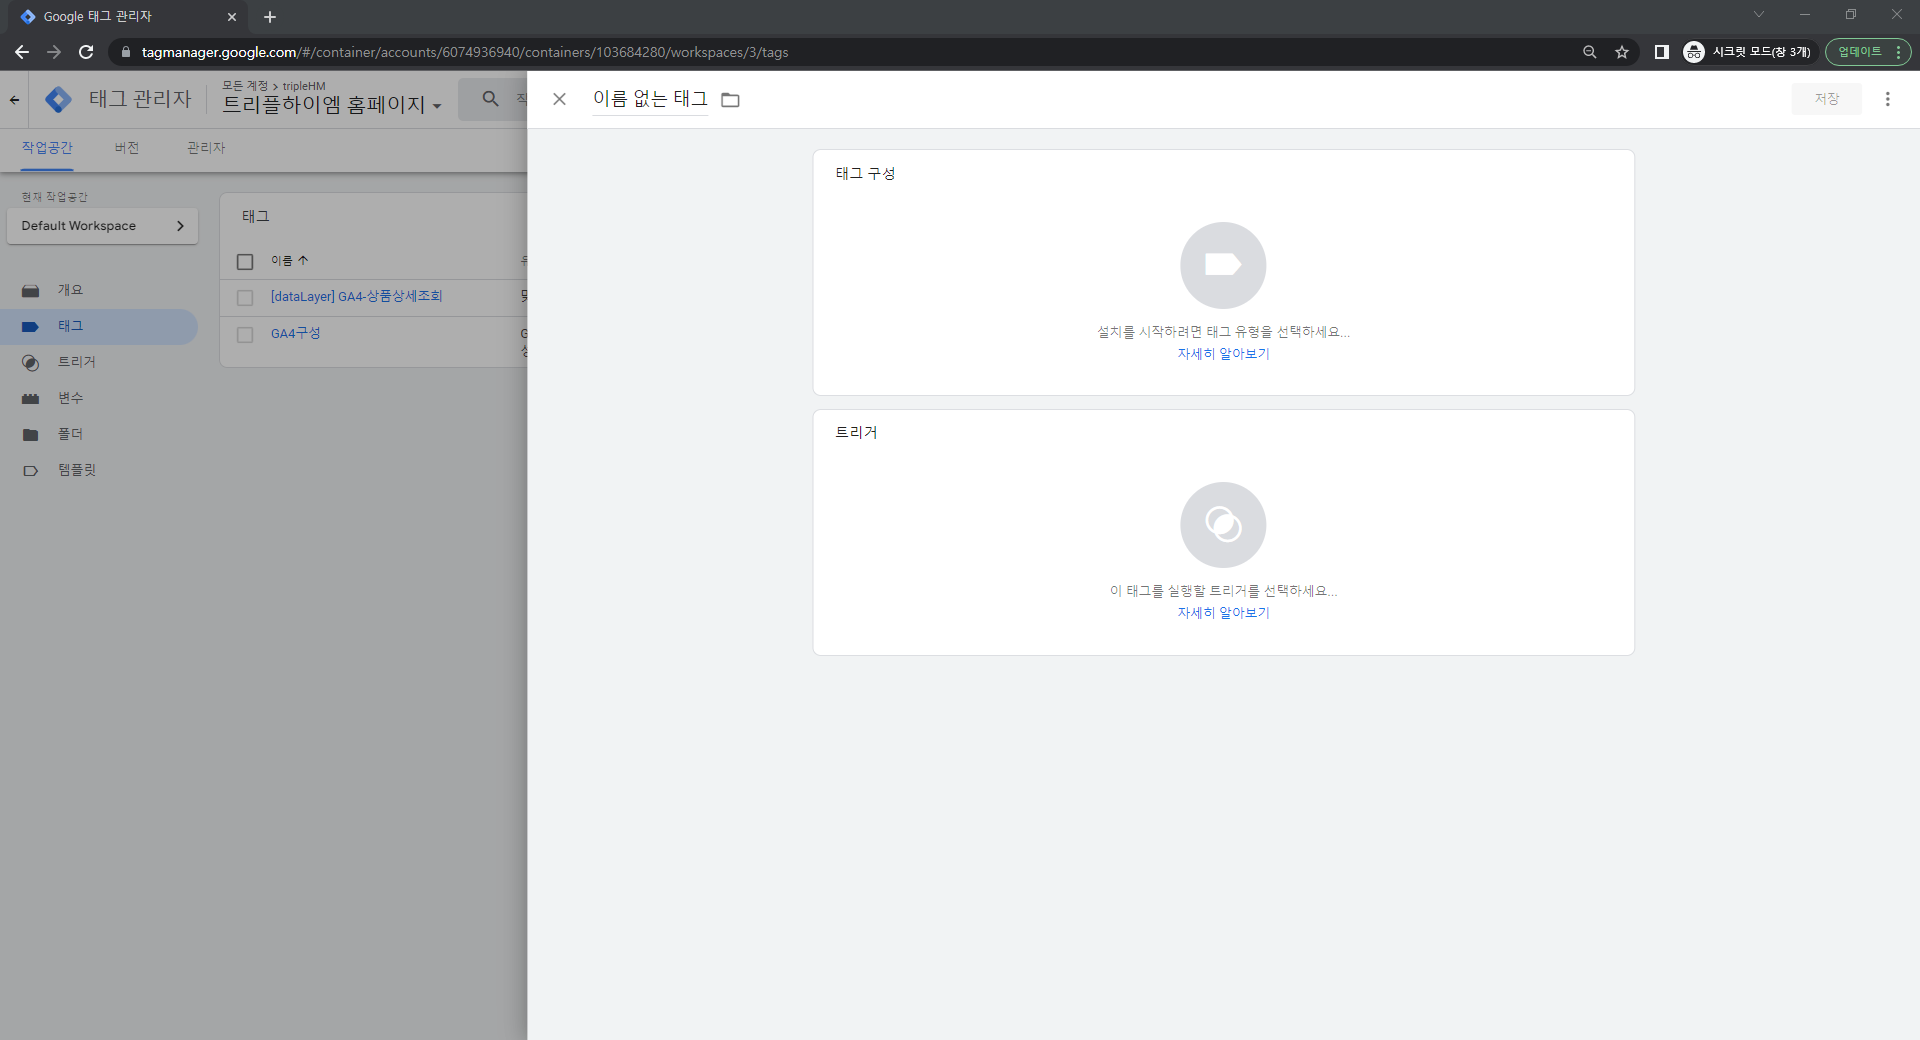 Google 태그 관리자
tagmanager.google.com/#/container/accounts/6074936940/containers/103684280/workspaces/3/tags
시크릿 모드(창 3개)
업데이트
태그 관리자
모든 계정 > tripleHM
트리플하이엠 홈페이지
작업공간
버전
관리자
현재 작업공간
Default Workspace
개요
태그
트리거
변수
폴더
템플릿
태그
이름
[dataLayer] GA4-상품상세조회
GA4구성
이름 없는 태그
저장
태그 구성
설치를 시작하려면 태그 유형을 선택하세요...
자세히 알아보기
트리거
이 태그를 실행할 트리거를 선택하세요...
자세히 알아보기